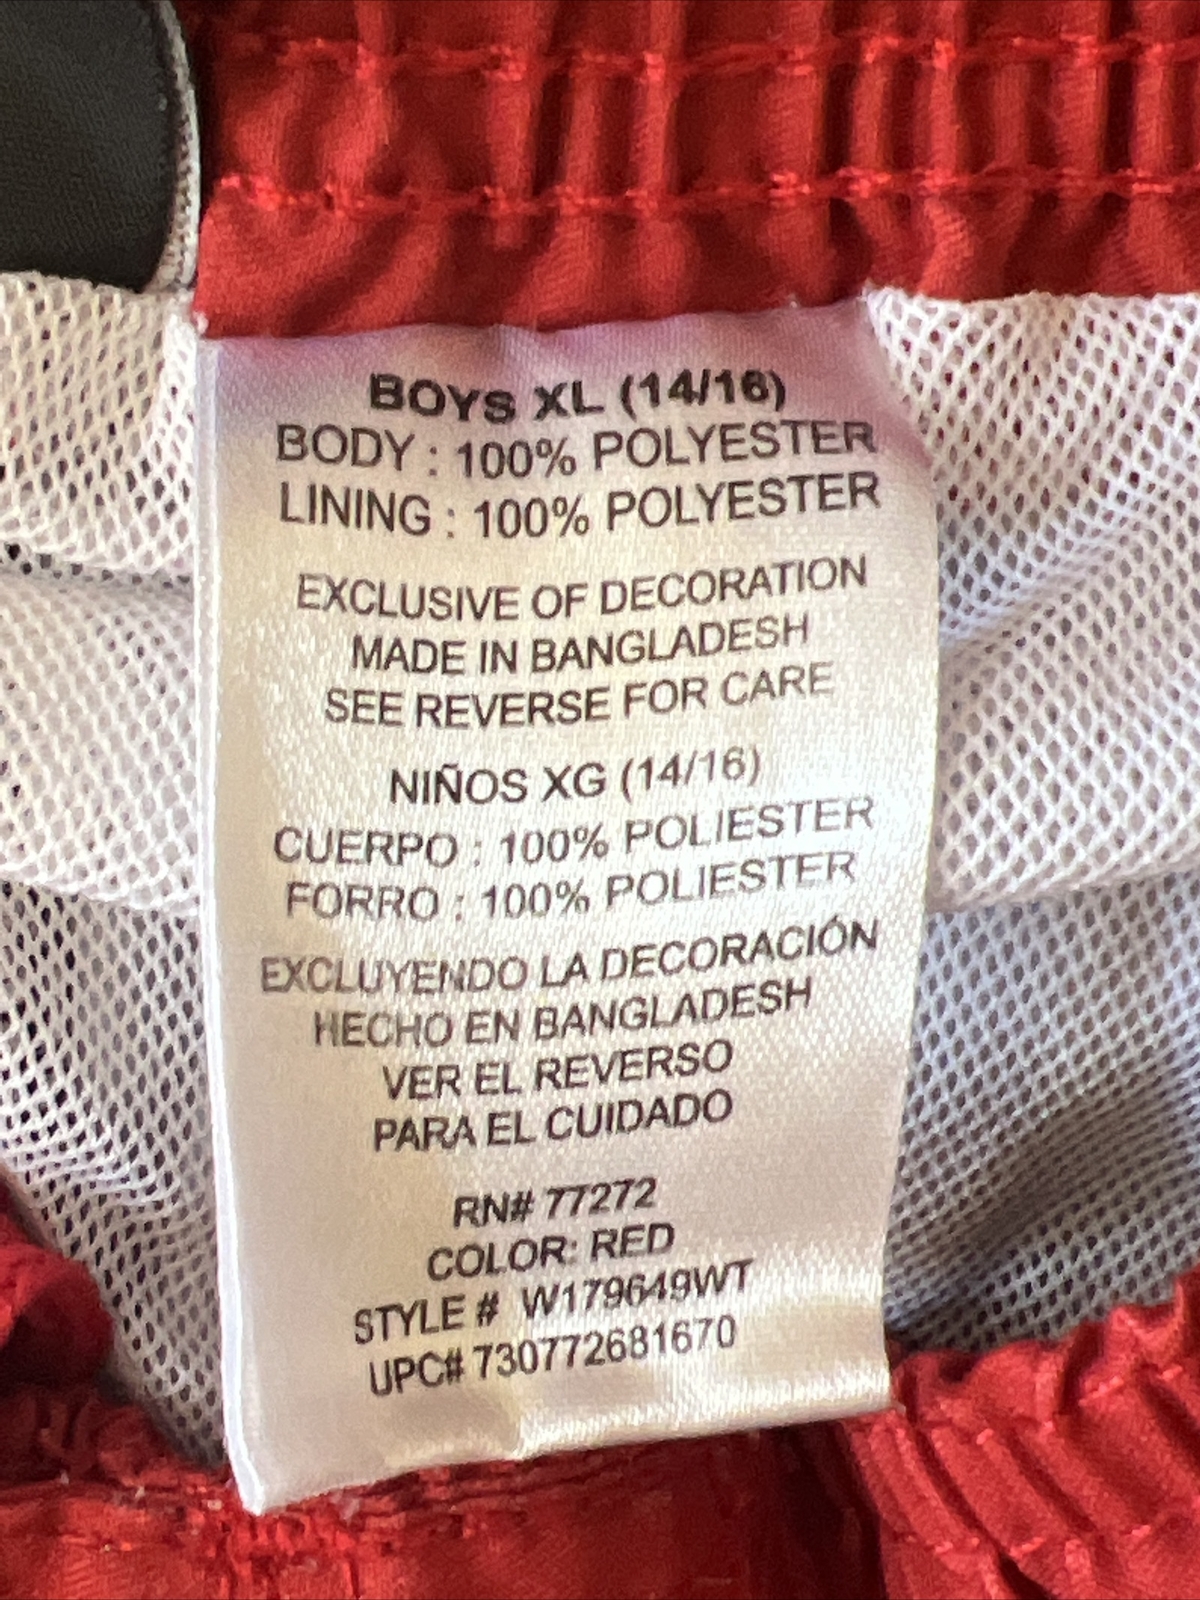 BOYS XL (14/16)
BODY : 100% POLYESTER
LINING : 100% POLYESTER
EXCLUSIVE OF DECORATION
MADE IN BANGLADESH
SEE REVERSE FOR CARE
NIÑOS XG (14/16)
CUERPO : 100% POLIESTER
FORRO : 100% POLIESTER
EXCLUYENDO LA DECORACIÓN
HECHO EN BANGLADESH
VER EL REVERSO
PARA EL CUIDADO
RN# 77272
COLOR: RED
STYLE # W179649WT
UPC# 730772681670